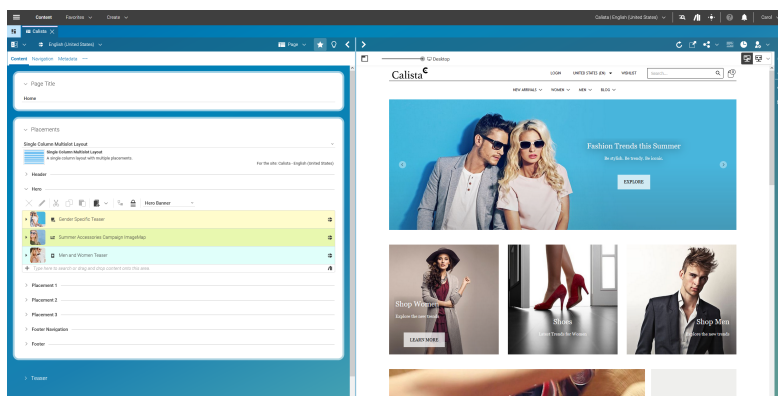 Content Favorites Create Calista | English (United States) Carol
Calista
English (United States) Page
Content Navigation Metadata
Page Title
Home
Placements
Single Column Multislot Layout
Single Column Multislot Layout
A single column layout with multiple placements.
For the site: Calista - English (United States)
Header
Hero
Hero Banner
Gender Specific Teaser
Summer Accessories Campaign ImageMap
Men and Women Teaser
Type here to search or drag and drop content onto this area.
Placement 1
Placement 2
Placement 3
Footer Navigation
Footer
Teaser
Desktop
Calista C
LOGIN UNITED STATES (EN) WISHLIST Search...
NEW ARRIVALS WOMEN MEN BLOG
Fashion Trends this Summer
Be stylish. Be trendy. Be iconic.
EXPLORE
Shop Women
Explore the new trends
LEARN MORE
Shoes
Latest Trends for Women
Shop Men
Explore the new trends